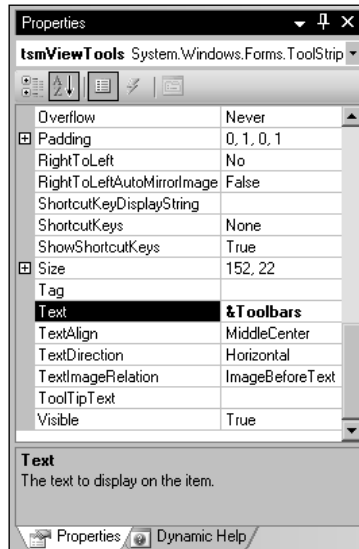 Properties
tsmViewTools System.Windows.Forms.ToolStrip
Overflow Never
Padding 0, 1, 0, 1
RightToLeft No
RightToLeftAutoMirrorImage False
ShortcutKeyDisplayString
ShortcutKeys None
ShowShortcutKeys True
Size 152, 22
Tag
Text &Toolbars
TextAlign MiddleCenter
TextDirection Horizontal
TextImageRelation ImageBeforeText
ToolTipText
Visible True
Text
The text to display on the item.
Properties Dynamic Help